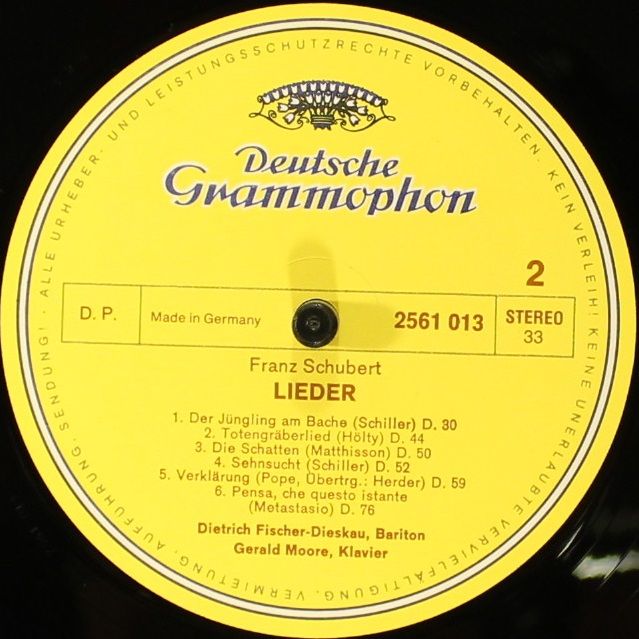 ALLE URHEBER- UND LEISTUNGSSCHUTZRECHTE VORBEHALTEN. KEIN VERLEIH! KEINE UNERLAUBTE VERVIELFÄLTIGUNG, VERMIETUNG, AUFFÜHRUNG, SENDUNG! ·
Deutsche
Grammophon
2
D. P. Made in Germany 2561 013 STEREO
33
Franz Schubert
LIEDER
1. Der Jüngling am Bache (Schiller) D. 30
2. Totengräberlied (Hölty) D. 44
3. Die Schatten (Matthisson) D. 50
4. Sehnsucht (Schiller) D. 52
5. Verklärung (Pope, Übertrg.: Herder) D. 59
6. Pensa, che questo istante
(Metastasio) D. 76
Dietrich Fischer-Dieskau, Bariton
Gerald Moore, Klavier